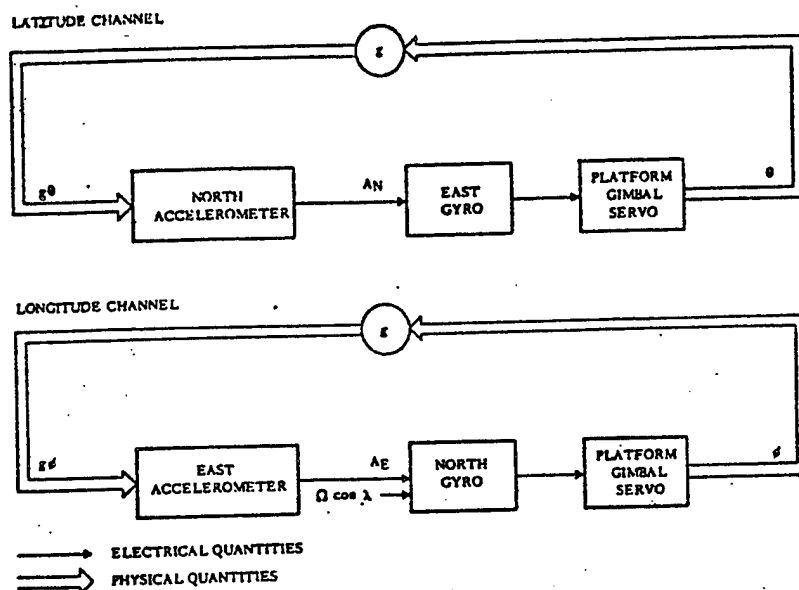 LATITUDE CHANNEL
g
gθ
NORTH
ACCELEROMETER
AN
EAST
GYRO
PLATFORM
GIMBAL
SERVO
θ
LONGITUDE CHANNEL
g
gϕ
EAST
ACCELEROMETER
AE
Ω cos λ
NORTH
GYRO
PLATFORM
GIMBAL
SERVO
ϕ
ELECTRICAL QUANTITIES
PHYSICAL QUANTITIES